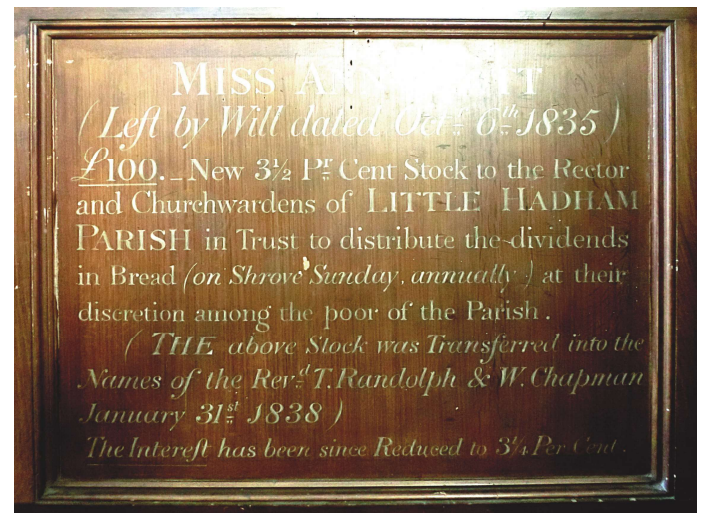 MISS ANN
(Left by Will dated Octr. 6th. 1835)
£100.–New 3½ Pr. Cent Stock to the Rector
and Churchwardens of LITTLE HADHAM
PARISH in Trust to distribute the dividends
in Bread (on Shrove Sunday, annually) at their
discretion among the poor of the Parish.
(THE above Stock was Transferred into the
Names of the Revd. T. Randolph & W. Chapman
January 31st. 1838)
The Intereſt has been since Reduced to 3¼ Per Cent.